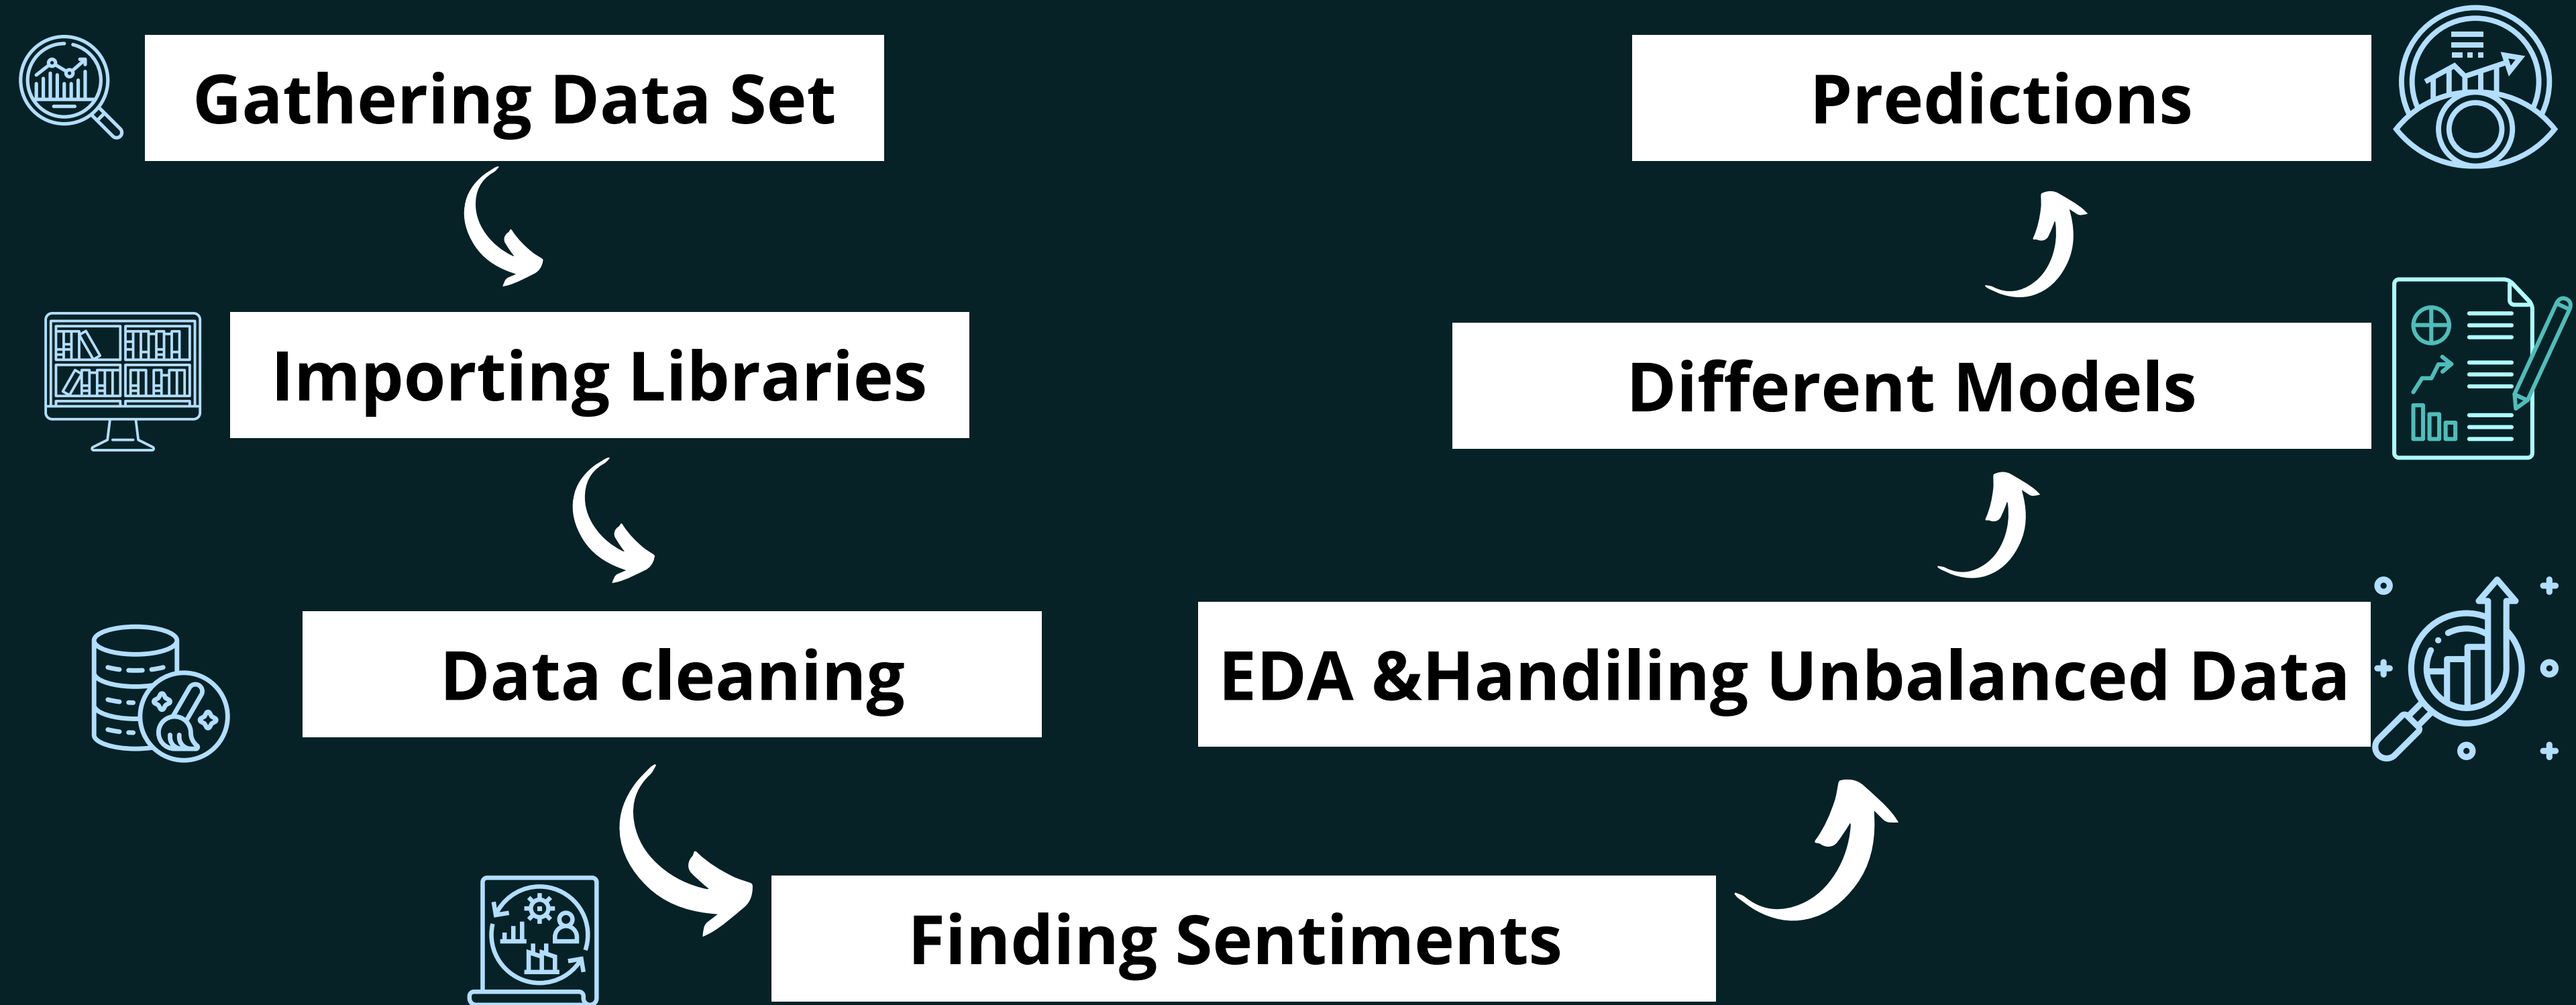 Gathering Data Set
Importing Libraries
Data cleaning
Finding Sentiments
EDA &Handiling Unbalanced Data
Different Models
Predictions